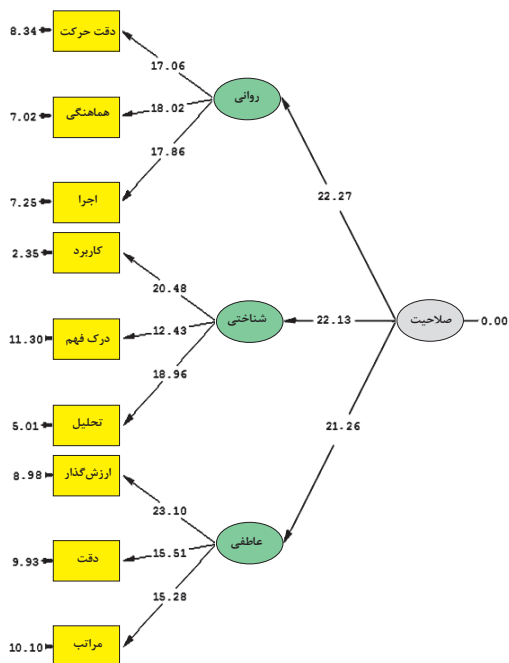 8.34 دقت حرکت
17.06
روانی
7.02 هماهنگی
18.02
17.86
7.25 اجرا
22.27
2.35 کاربرد
20.48
شناختی
22.13
صلاحیت
0.00
11.30 درک فهم
12.43
18.96
5.01 تحلیل
21.26
8.98 ارزش‌گذار
23.10
عاطفی
9.93 دقت
15.51
15.28
10.10 مراتب